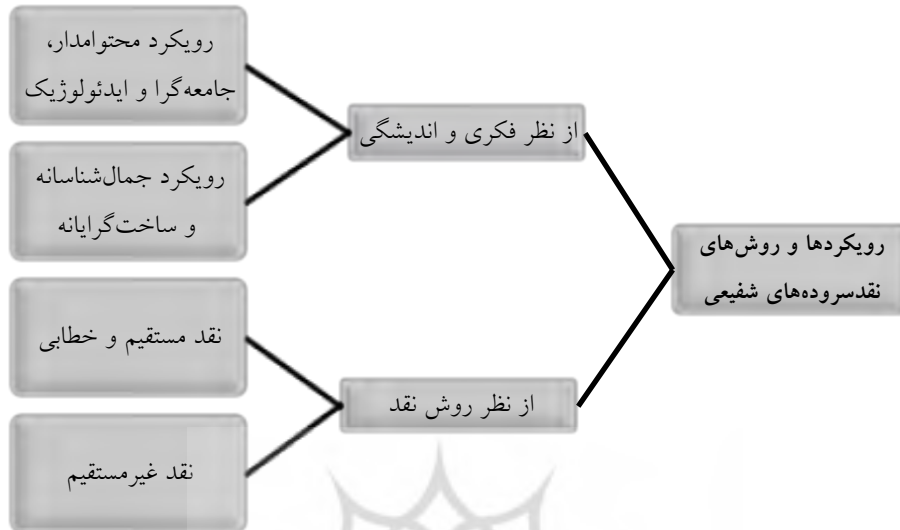 رویکردها و روش‌های
نقدسروده‌های شفیعی
از نظر فکری و اندیشگی
رویکرد محتوامدار،
جامعه‌گرا و ایدئولوژیک
رویکرد جمال‌شناسانه
و ساخت‌گرایانه
از نظر روش نقد
نقد مستقیم و خطابی
نقد غیرمستقیم